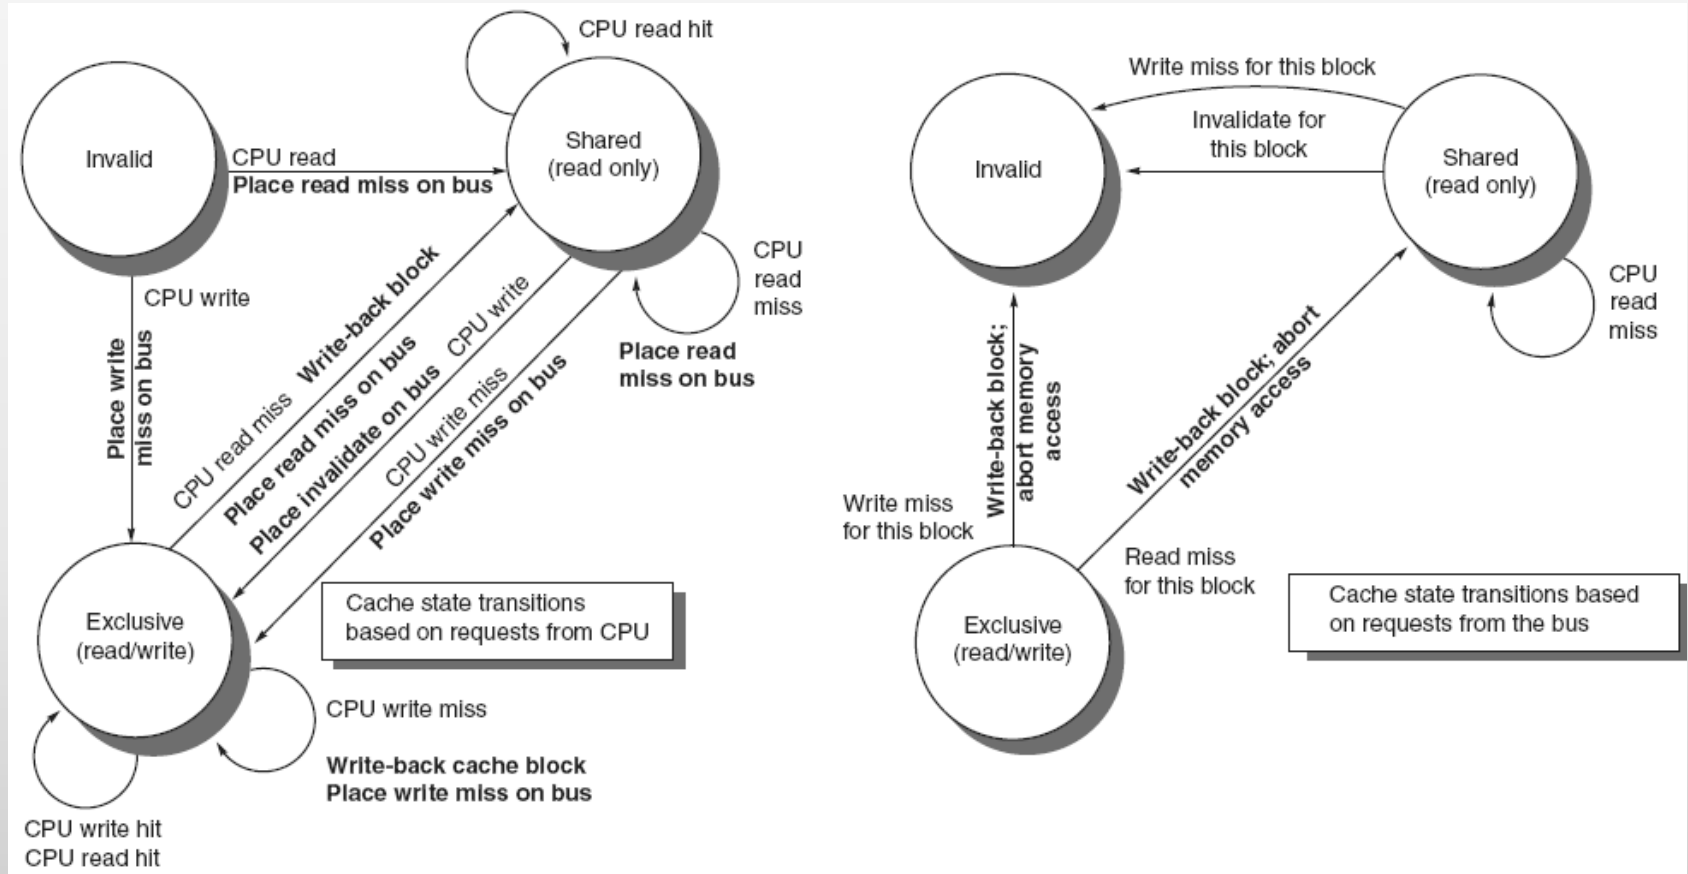 CPU read hit
Invalid
Shared
(read only)
CPU read
Place read miss on bus
CPU write
Place write
miss on bus
CPU read miss
Write-back block
Place read miss on bus
Place invalidate on bus
CPU write
CPU write miss
Place write miss on bus
CPU
read
miss
Place read
miss on bus
Exclusive
(read/write)
Cache state transitions
based on requests from CPU
CPU write miss
Write-back cache block
Place write miss on bus
CPU write hit
CPU read hit
Write miss for this block
Invalidate for
this block
Invalid
Shared
(read only)
CPU
read
miss
Write-back block;
abort memory
access
Write-back block; abort
memory access
Write miss
for this block
Read miss
for this block
Exclusive
(read/write)
Cache state transitions based
on requests from the bus